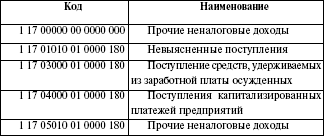 Код Наименование
1 17 00000 00 0000 000 Прочие неналоговые доходы
1 17 01010 01 0000 180 Невыясненные поступления
1 17 03000 01 0000 180 Поступление средств, удерживаемых
из заработной платы осужденных
1 17 04000 01 0000 180 Поступления капитализированных
платежей предприятий
1 17 05010 01 0000 180 Прочие неналоговые доходы